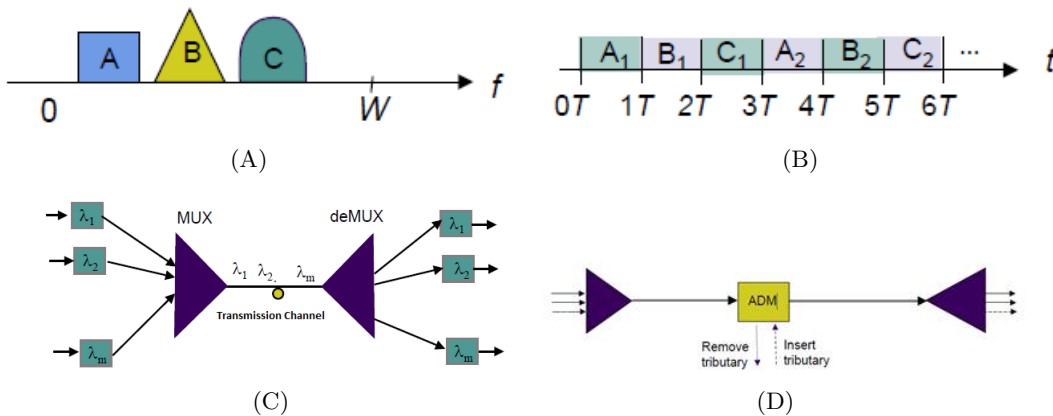 A B C
f
0 W
(A)
A₁ B₁ C₁ A₂ B₂ C₂ ...
t
0T 1T 2T 3T 4T 5T 6T
(B)
MUX deMUX
λ₁ λ₁
λ₂ λ₂
λ₁ λ₂. λₘ
Transmission Channel
λₘ λₘ
(C)
ADM
Remove
tributary
Insert
tributary
(D)